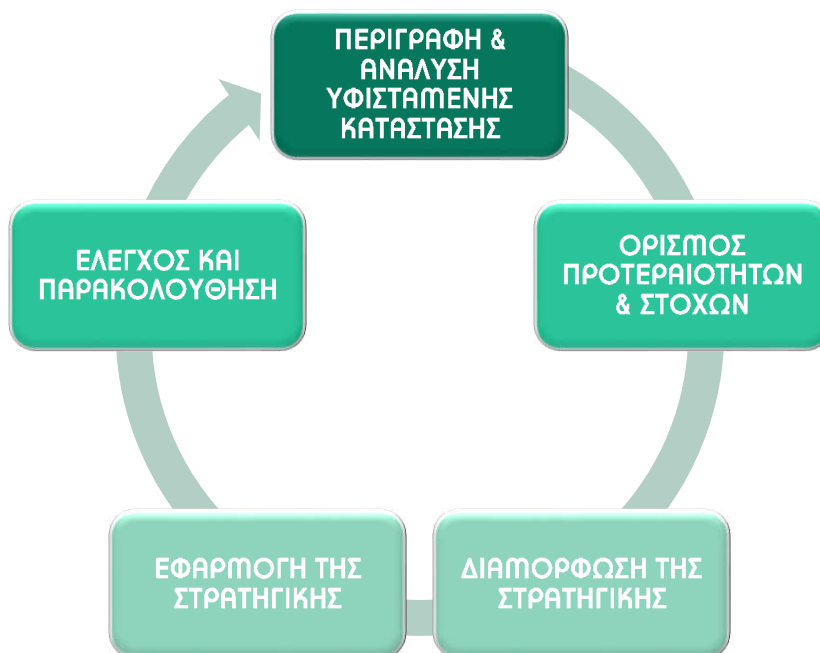 ΠΕΡΙΓΡΑΦΗ &
ΑΝΑΛΥΣΗ
ΥΦΙΣΤΑΜΕΝΗΣ
ΚΑΤΑΣΤΑΣΗΣ
ΟΡΙΣΜΟΣ
ΠΡΟΤΕΡΑΙΟΤΗΤΩΝ
& ΣΤΟΧΩΝ
ΔΙΑΜΟΡΦΩΣΗ ΤΗΣ
ΣΤΡΑΤΗΓΙΚΗΣ
ΕΦΑΡΜΟΓΗ ΤΗΣ
ΣΤΡΑΤΗΓΙΚΗΣ
ΕΛΕΓΧΟΣ ΚΑΙ
ΠΑΡΑΚΟΛΟΥΘΗΣΗ